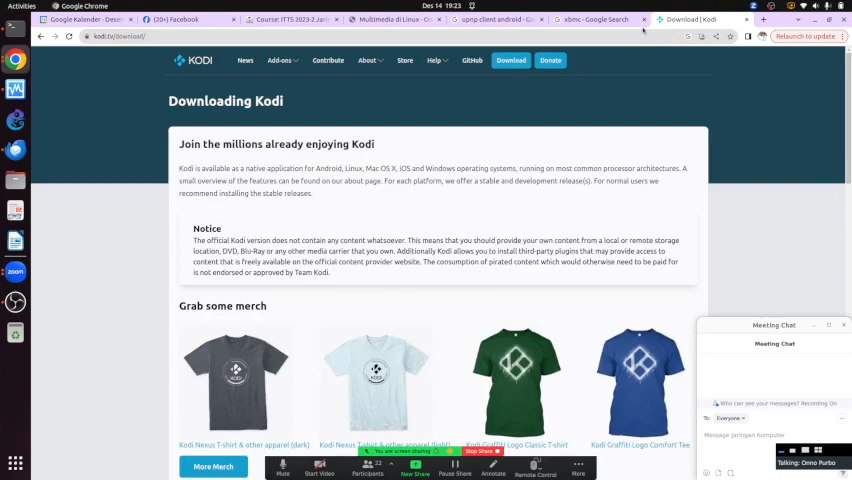 Activities
Google Chrome
Des 14 19:23
Google Kalender - Desem
(20+) Facebook
Course: ITTS 2023-2 Jarin
Multimedia di Linux - On
upnp client android - Go
xbmc - Google Search
Download | Kodi
kodi.tv/download/
Relaunch to update
KODI
News
Add-ons
Contribute
About
Store
Help
GitHub
Download
Donate
Downloading Kodi
Join the millions already enjoying Kodi
Kodi is available as a native application for Android, Linux, Mac OS X, iOS and Windows operating systems, running on most common processor architectures. A
small overview of the features can be found on our about page. For each platform, we offer a stable and development release(s). For normal users we
recommend installing the stable releases.
Notice
The official Kodi version does not contain any content whatsoever. This means that you should provide your own content from a local or remote storage
location, DVD, Blu-Ray or any other media carrier that you own. Additionally Kodi allows you to install third-party plugins that may provide access to
content that is freely available on the official content provider website. The consumption of pirated content which would otherwise need to be paid for
is not endorsed or approved by Team Kodi.
Grab some merch
KODI
KODI
Kodi Nexus T-shirt & other apparel (dark)
Kodi Nexus T-shirt & other apparel (light)
Kodi Graffiti Logo Classic T-shirt
Kodi Graffiti Logo Comfort Tee
More Merch
You are screen sharing
Stop Share
Mute
Start Video
22
Participants
New Share
Pause Share
Annotate
Remote Control
More
Meeting Chat
Meeting Chat
Who can see your messages? Recording On
To:
Everyone
Message Jaringan Komputer
Talking: Onno Purbo